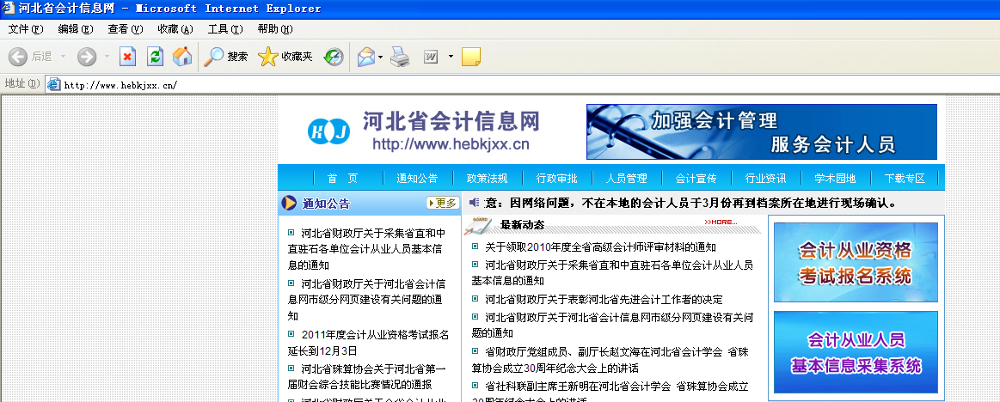 河北省会计信息网 - Microsoft Internet Explorer
文件(F) 编辑(E) 查看(V) 收藏(A) 工具(T) 帮助(H)
后退 搜索 收藏夹
地址(D) http://www.hebkjxx.cn/
HJ
河北省会计信息网
http://www.hebkjxx.cn
加强会计管理
服务会计人员
首 页 通知公告 政策法规 行政审批 人员管理 会计宣传 行业资讯 学术园地 下载专区
通知公告 更多
河北省财政厅关于采集省直和中
直驻石各单位会计从业人员基本信
息的通知
河北省财政厅关于河北省会计信
息网市级分网页建设有关问题的通
知
2011年度会计从业资格考试报名
延长到12月3日
河北省珠算协会关于河北省第一
届财会综合技能比赛情况的通报
意：因网络问题，不在本地的会计人员于3月份再到档案所在地进行现场确认。
BOARD
最新动态 >>MORE...
关于领取2010年度全省高级会计师评审材料的通知
河北省财政厅关于采集省直和中直驻石各单位会计从业人员
基本信息的通知
河北省财政厅关于表彰河北省先进会计工作者的决定
河北省财政厅关于河北省会计信息网市级分网页建设有关问
题的通知
省财政厅党组成员、副厅长赵文海在河北省会计学会 省珠
算协会成立30周年纪念大会上的讲话
省社科联副主席王新明在河北省会计学会 省珠算协会成立
30周年纪念大会上的讲话
会计从业资格
考试报名系统
会计从业人员
基本信息采集系统